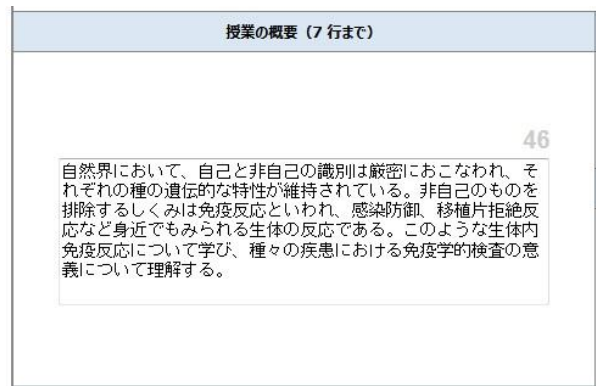 授業の概要（7 行まで）
46
自然界において、自己と非自己の識別は厳密におこなわれ、そ
れぞれの種の遺伝的な特性が維持されている。非自己のものを
排除するしくみは免疫反応といわれ、感染防御、移植片拒絶反
応など身近でもみられる生体の反応である。このような生体内
免疫反応について学び、種々の疾患における免疫学的検査の意
義について理解する。